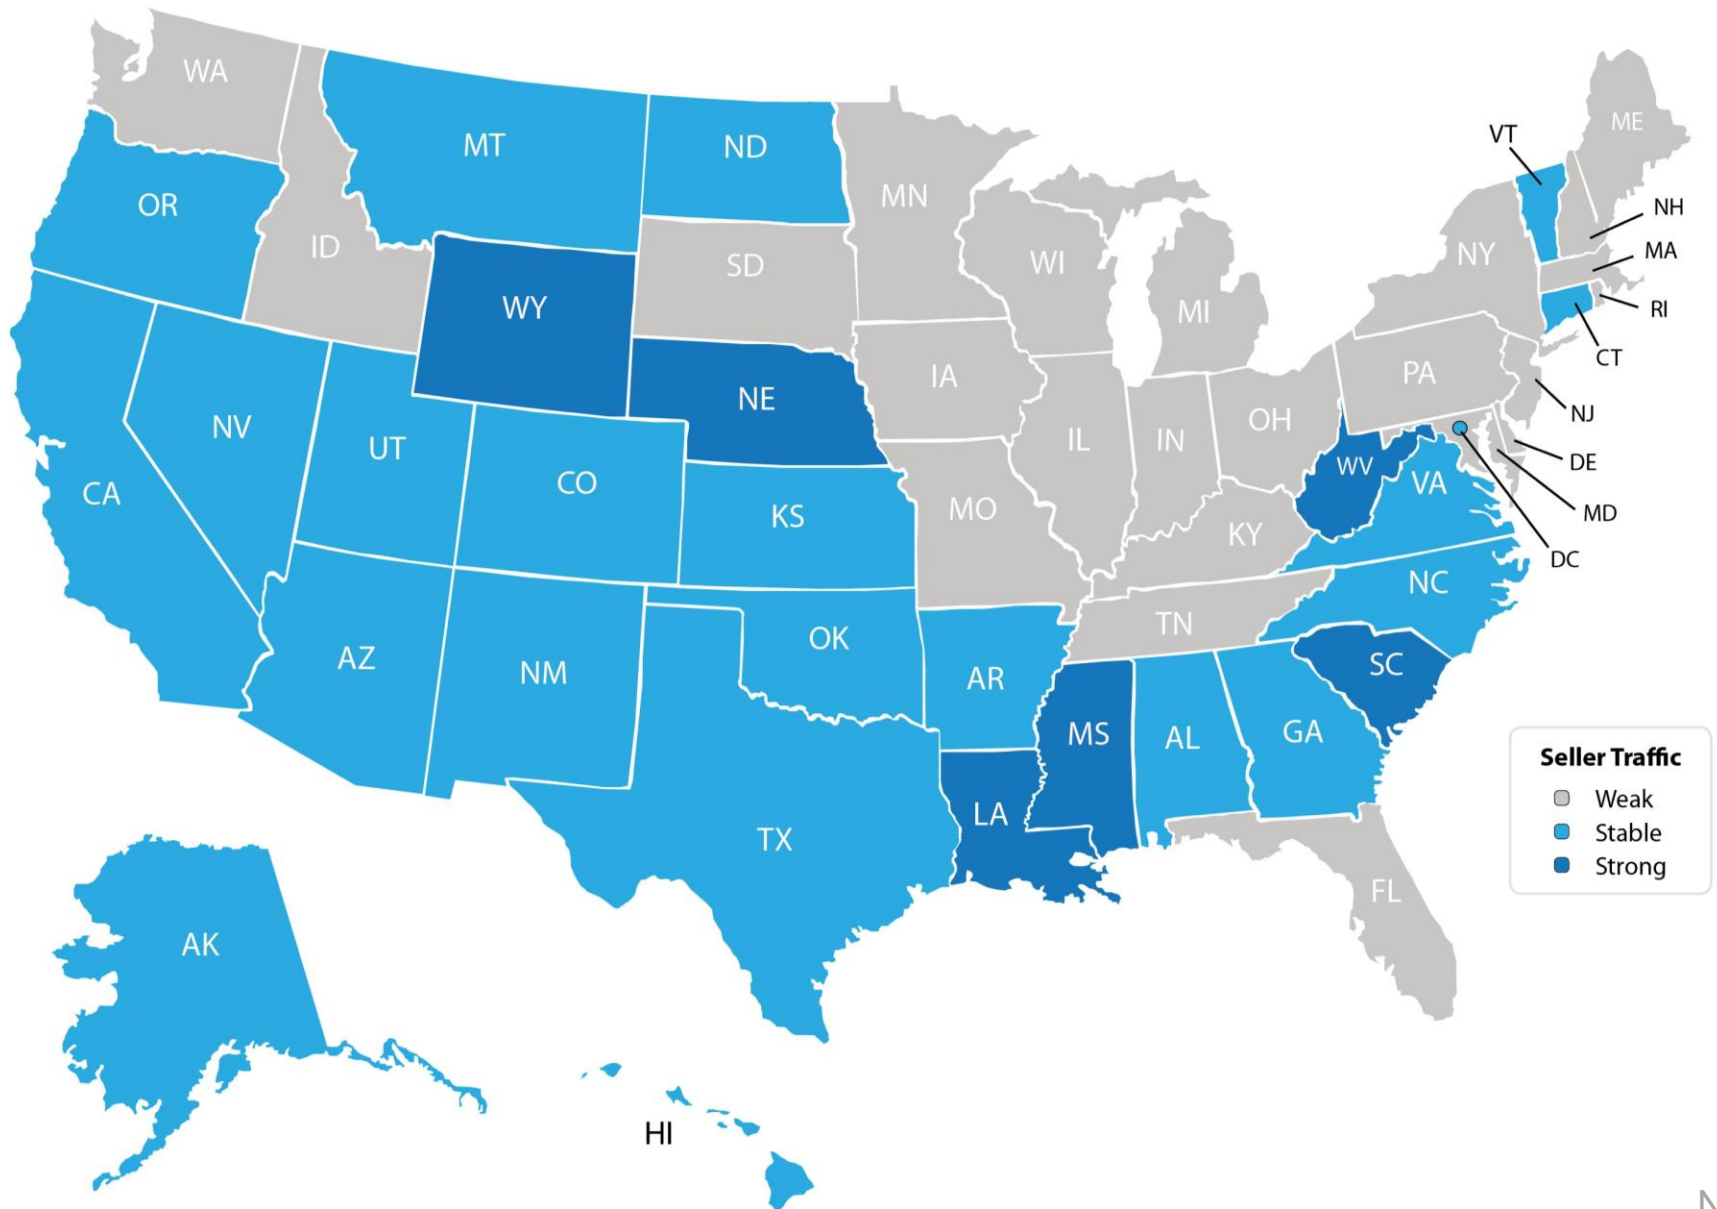 WA
MT
ND
MN
ME
VT
OR
ID
SD
WI
MI
NY
NH
MA
RI
CT
WY
NE
IA
PA
NJ
NV
UT
CO
KS
IL
IN
OH
WV
VA
DE
MD
DC
CA
MO
KY
NC
AZ
NM
OK
AR
TN
SC
MS
AL
GA
LA
TX
FL
Seller Traffic
Weak
Stable
Strong
AK
HI